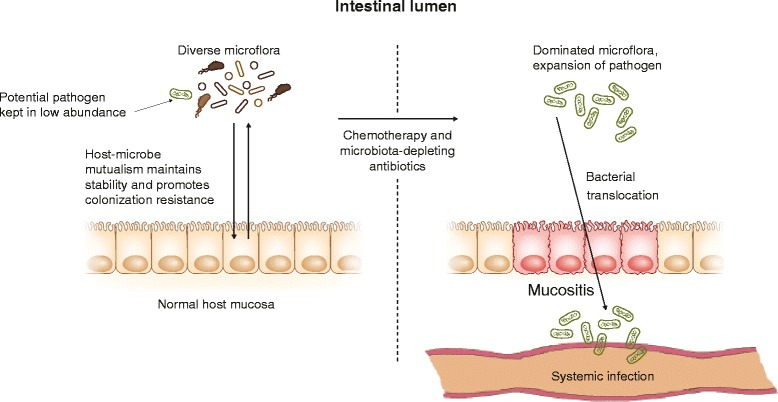 Intestinal lumen
Diverse microflora
Potential pathogen
kept in low abundance
Host-microbe
mutualism maintains
stability and promotes
colonization resistance
Normal host mucosa
Chemotherapy and
microbiota-depleting
antibiotics
Dominated microflora,
expansion of pathogen
Bacterial
translocation
Mucositis
Systemic infection